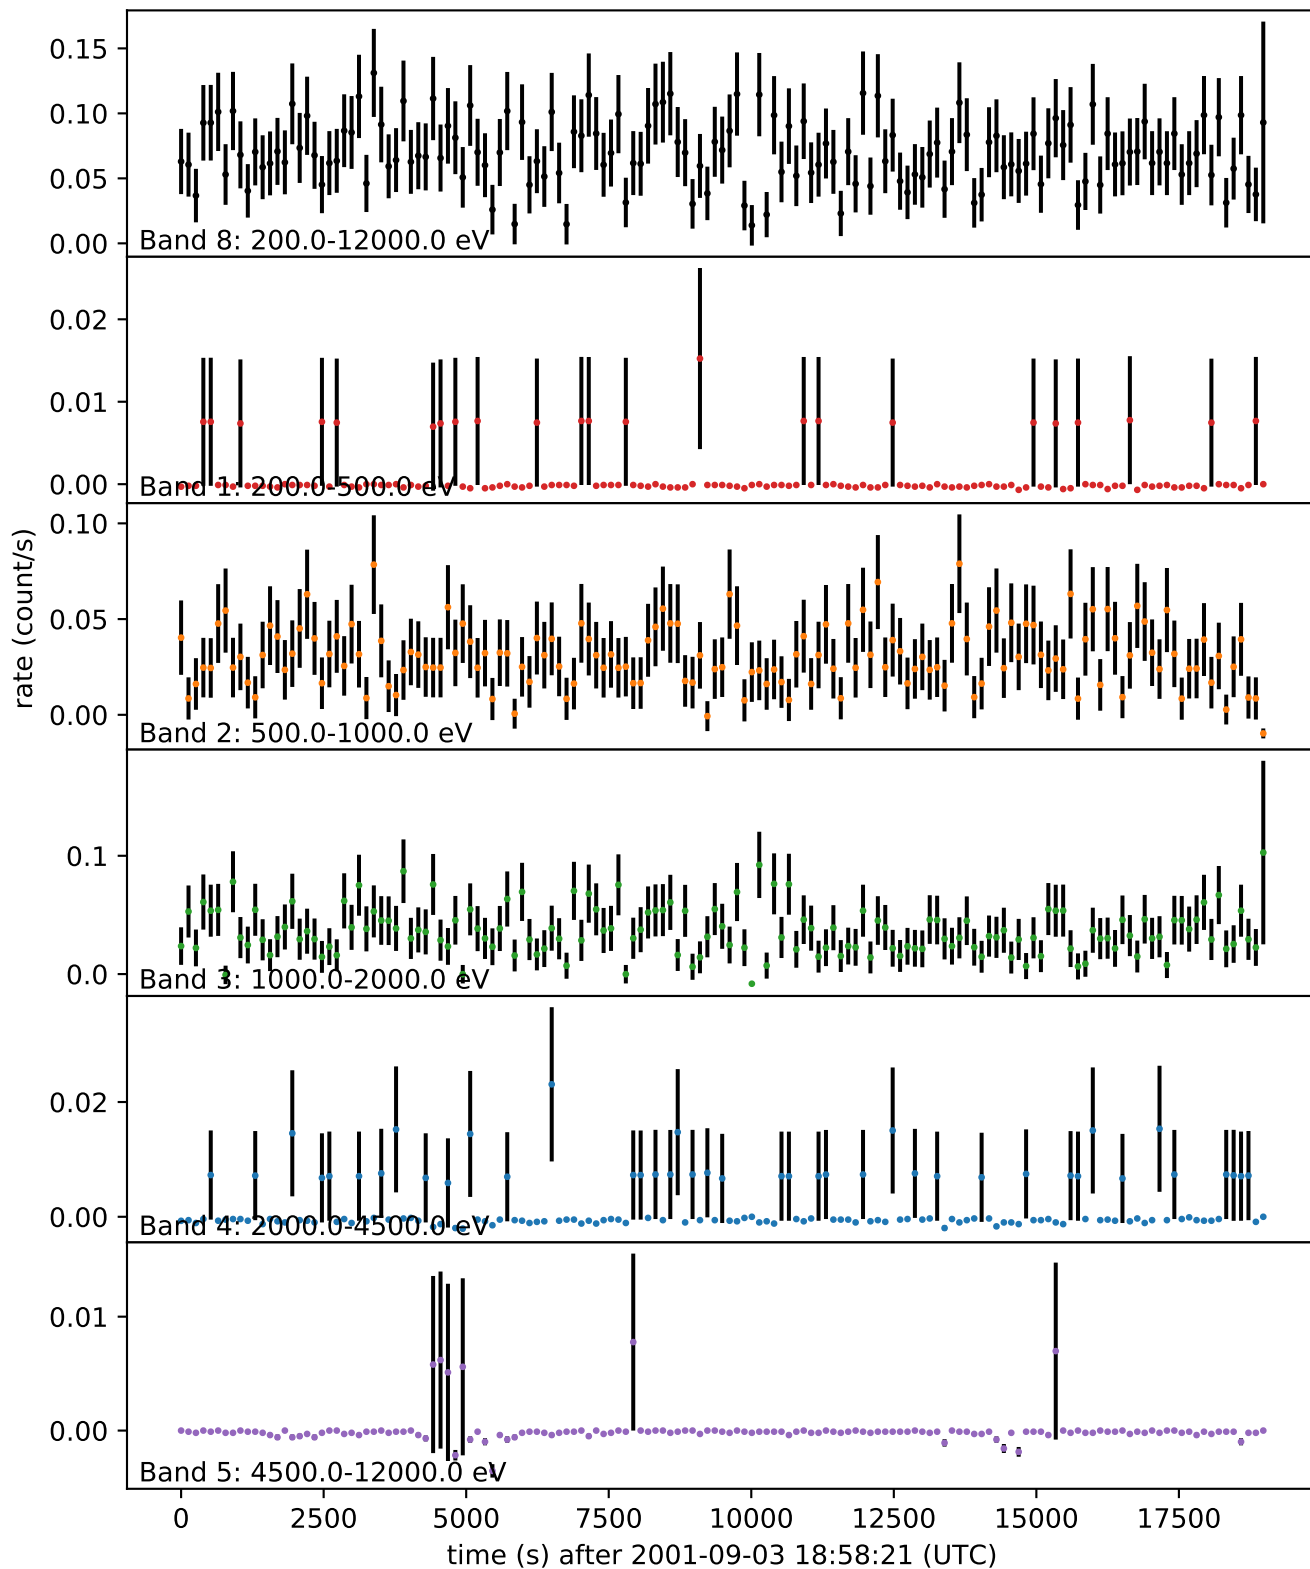 0.15
0.10
0.05
0.00
Band 8: 200.0-12000.0 eV
0.02
0.01
0.00
Band 1: 200.0-500.0 eV
rate (count/s)
0.10
0.05
0.00
Band 2: 500.0-1000.0 eV
0.1
0.0
Band 3: 1000.0-2000.0 eV
0.02
0.00
Band 4: 2000.0-4500.0 eV
0.01
0.00
Band 5: 4500.0-12000.0 eV
0 2500 5000 7500 10000 12500 15000 17500
time (s) after 2001-09-03 18:58:21 (UTC)